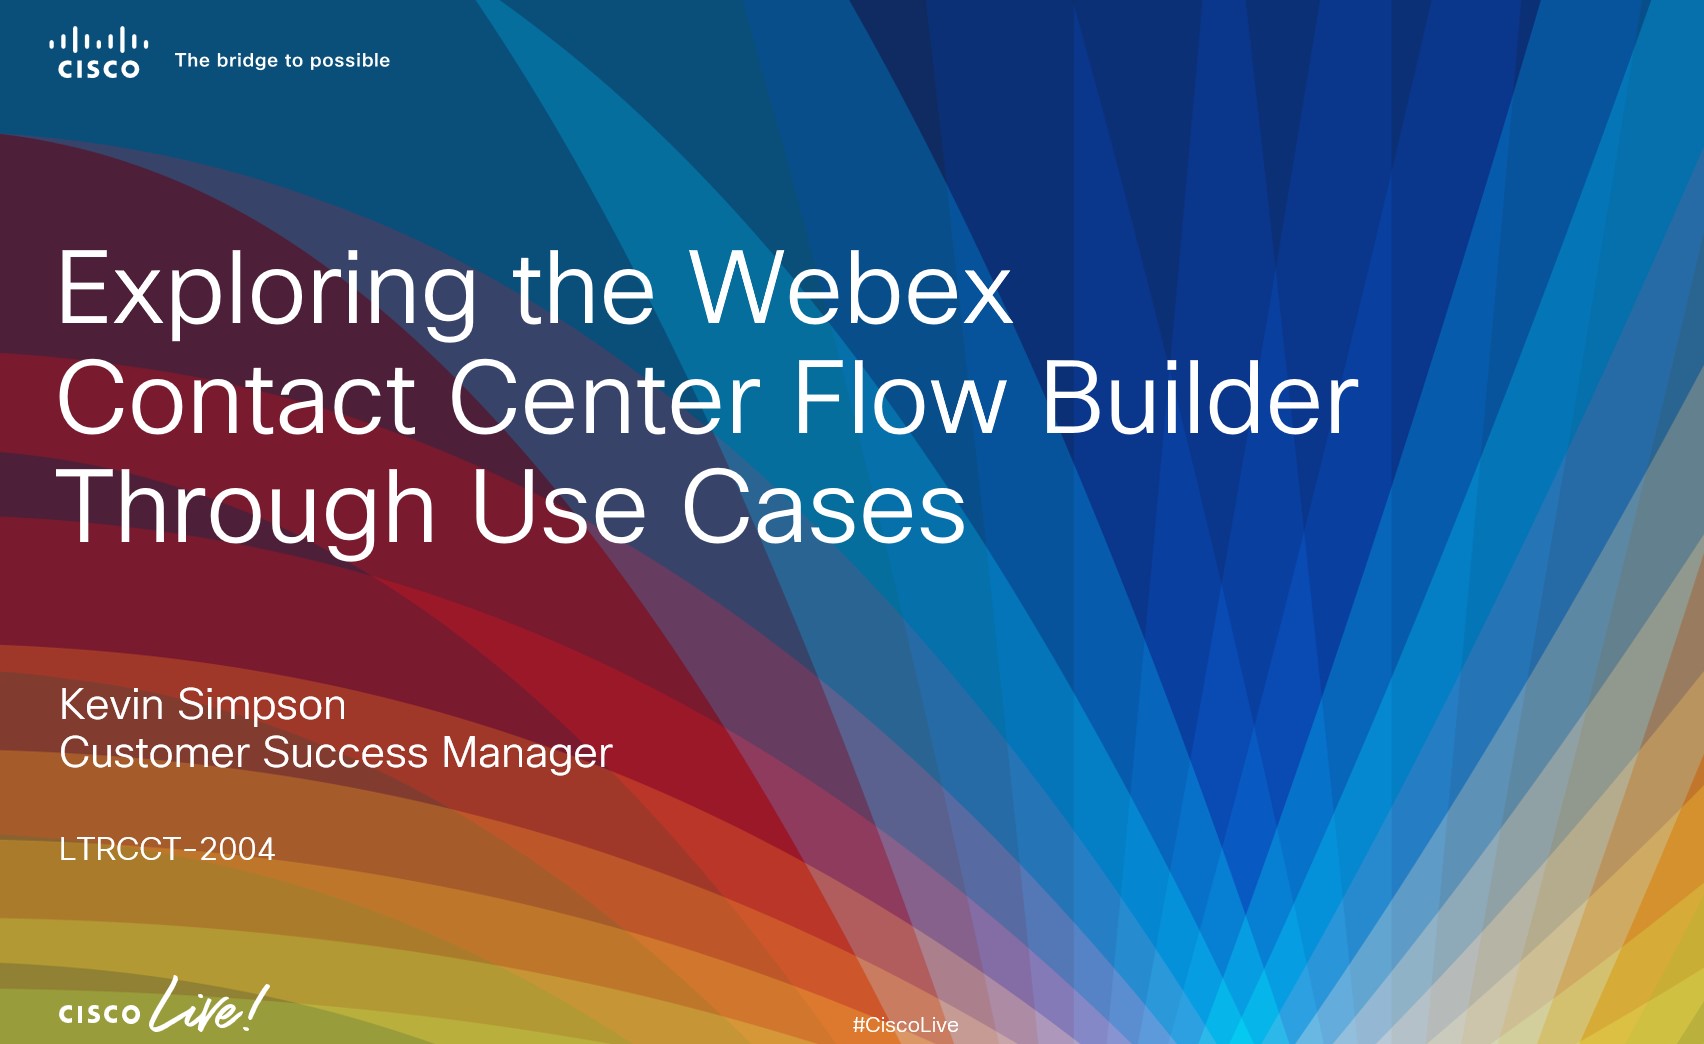 CISCO
The bridge to possible
Exploring the Webex
Contact Center Flow Builder
Through Use Cases
Kevin Simpson
Customer Success Manager
LTRCCT-2004
CISCO Live!
#CiscoLive